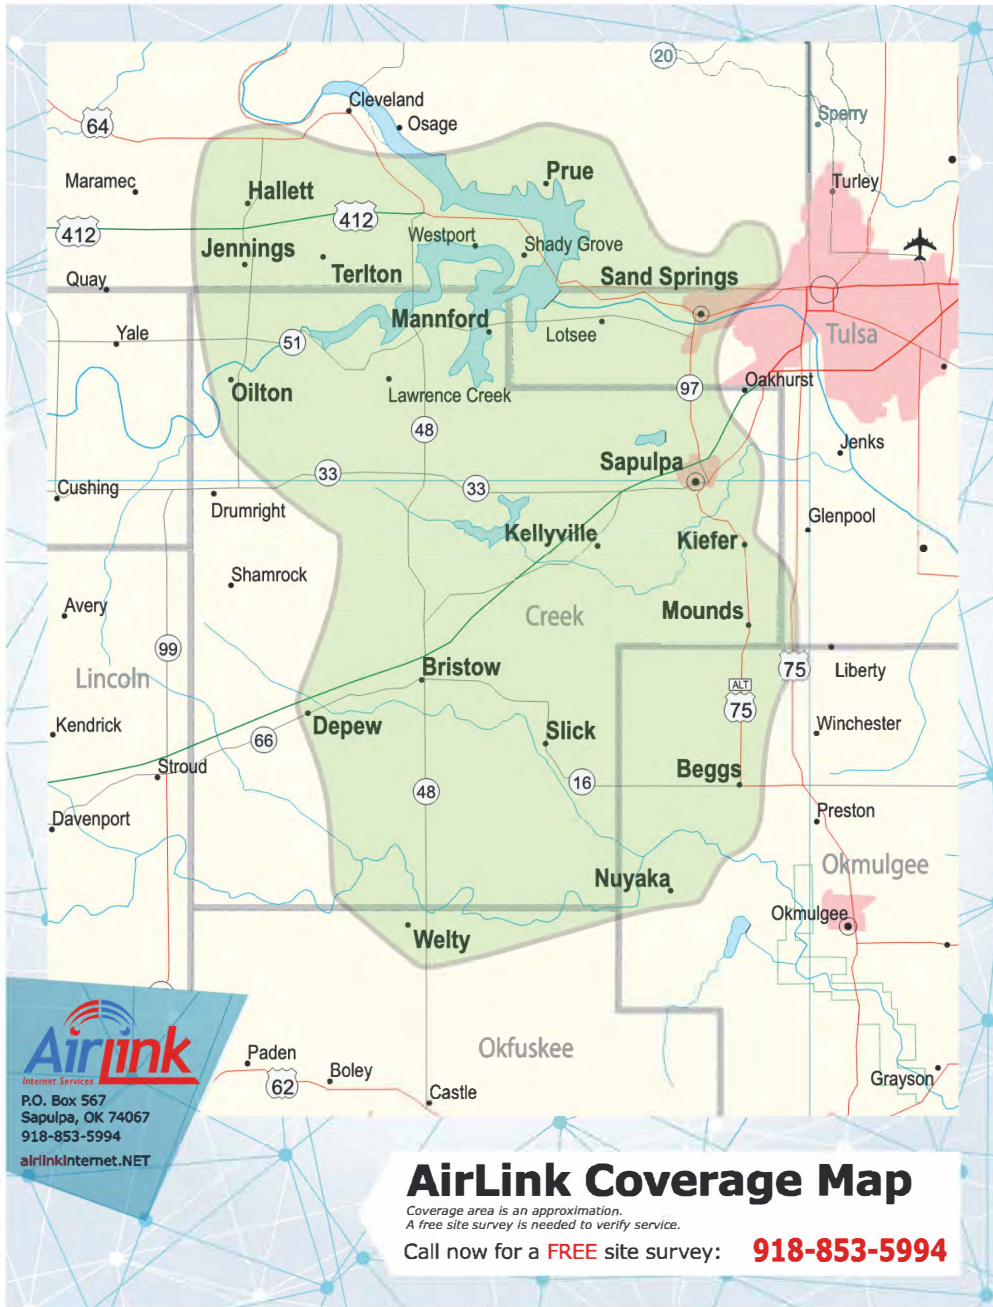 20
Cleveland
Osage
64
Sperry
Prue
Maramec
Hallett
Turley
412
412
Westport
Shady Grove
Jennings
Terlton
Sand Springs
Quay
Mannford
Lotsee
Tulsa
Yale
51
Oilton
Lawrence Creek
97
Oakhurst
48
Jenks
Sapulpa
33
33
Cushing
Drumright
Glenpool
Kellyville
Kiefer
Shamrock
Avery
Creek
Mounds
99
Lincoln
Bristow
75
Liberty
ALT
75
Kendrick
Depew
Slick
Winchester
66
Stroud
Beggs
16
48
Davenport
Preston
Okmulgee
Nuyaka
Okmulgee
Welty
Okfuskee
Paden
Boley
62
Castle
Grayson
AirLink
Internet Services
P.O. Box 567
Sapulpa, OK 74067
918-853-5994
airlinkinternet.NET
AirLink Coverage Map
Coverage area is an approximation.
A free site survey is needed to verify service.
Call now for a FREE site survey: 918-853-5994